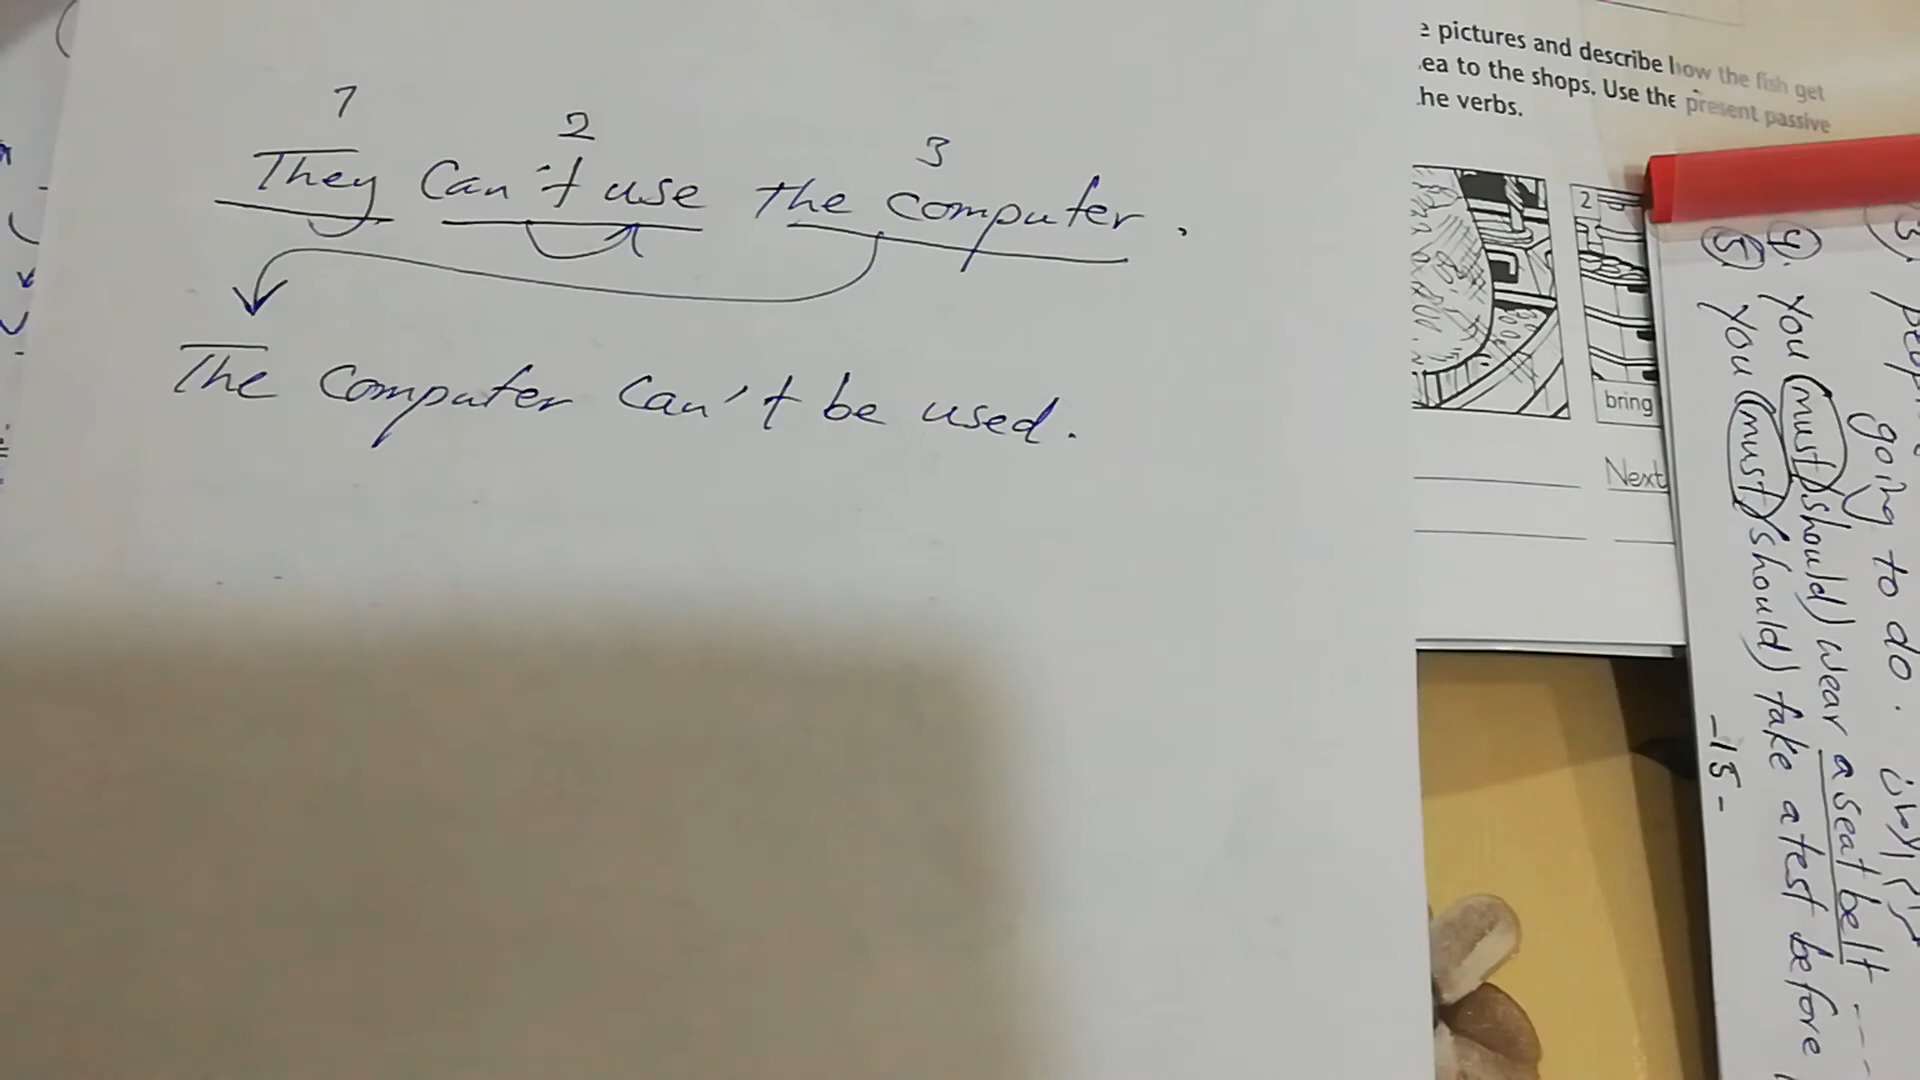 1
2
3
They Can't use the computer.
The computer can't be used.
pictures and describe how the fish get
ea to the shops. Use the present passive
he verbs.
2
bring
Next
3.
going to do.
4. You (must/should) wear a seat belt ---
5. You (must/should) take a test before
-15-